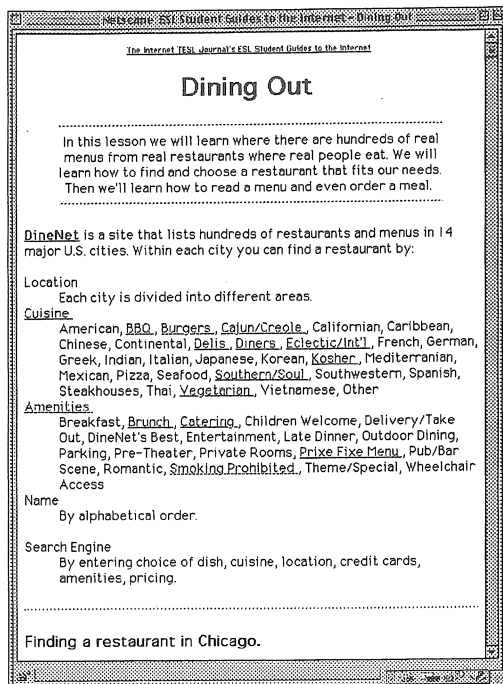 Netscape: ESL Student Guides to the Internet - Dining Out
The Internet TESL Journal's ESL Student Guides to the Internet
Dining Out
In this lesson we will learn where there are hundreds of real
menus from real restaurants where real people eat. We will
learn how to find and choose a restaurant that fits our needs.
Then we'll learn how to read a menu and even order a meal.
DineNet is a site that lists hundreds of restaurants and menus in 14
major U.S. cities. Within each city you can find a restaurant by:
Location
Each city is divided into different areas.
Cuisine
American, BBQ , Burgers , Cajun/Creole , Californian, Caribbean,
Chinese, Continental, Delis , Diners , Eclectic/Int'l , French, German,
Greek, Indian, Italian, Japanese, Korean, Kosher , Mediterranean,
Mexican, Pizza, Seafood, Southern/Soul , Southwestern, Spanish,
Steakhouses, Thai, Vegetarian , Vietnamese, Other
Amenities
Breakfast, Brunch , Catering , Children Welcome, Delivery/Take
Out, DineNet's Best, Entertainment, Late Dinner, Outdoor Dining,
Parking, Pre-Theater, Private Rooms, Prixe Fixe Menu , Pub/Bar
Scene, Romantic, Smoking Prohibited , Theme/Special, Wheelchair
Access
Name
By alphabetical order.
Search Engine
By entering choice of dish, cuisine, location, credit cards,
amenities, pricing.
Finding a restaurant in Chicago.